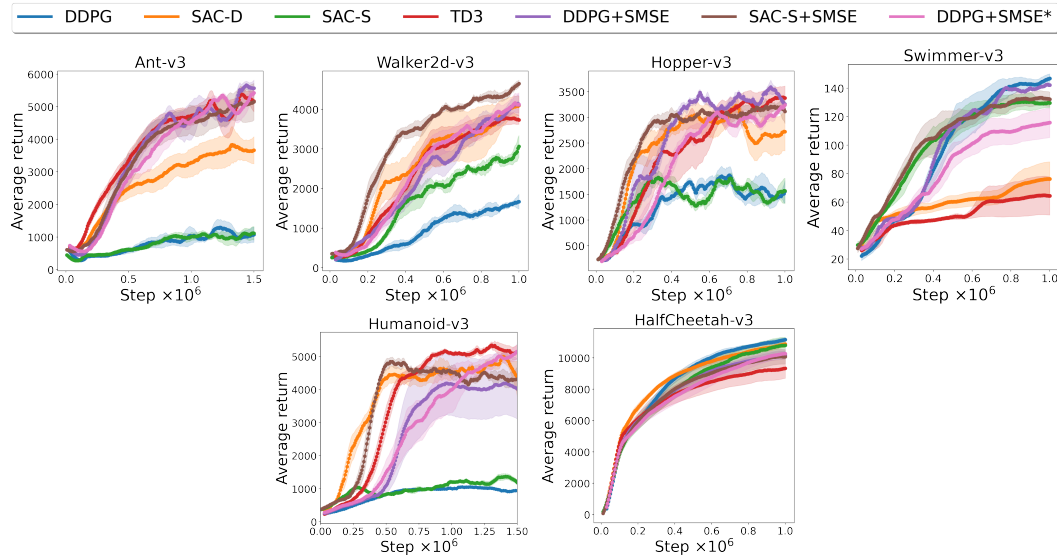 DDPG SAC-D SAC-S TD3 DDPG+SMSE SAC-S+SMSE DDPG+SMSE*
Ant-v3 Walker2d-v3 Hopper-v3 Swimmer-v3
Average return
6000
5000
4000
3000
2000
1000
0
0.0 0.5 1.0 1.5
Step ×10⁶
Average return
4000
3000
2000
1000
0
0.0 0.2 0.4 0.6 0.8 1.0
Step ×10⁶
Average return
3500
3000
2500
2000
1500
1000
500
0.0 0.2 0.4 0.6 0.8 1.0
Step ×10⁶
Average return
140
120
100
80
60
40
20
0.0 0.2 0.4 0.6 0.8 1.0
Step ×10⁶
Humanoid-v3 HalfCheetah-v3
Average return
5000
4000
3000
2000
1000
0
0.00 0.25 0.50 0.75 1.00 1.25 1.50
Step ×10⁶
Average return
10000
8000
6000
4000
2000
0
0.0 0.2 0.4 0.6 0.8 1.0
Step ×10⁶